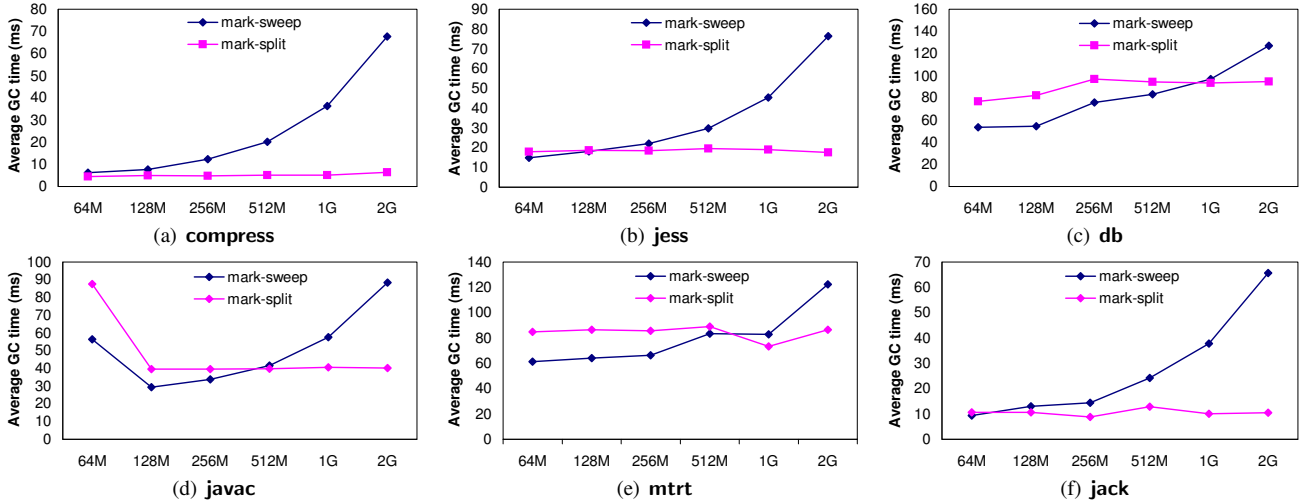 Average GC time (ms)
80
70
60
50
40
30
20
10
0
mark-sweep
mark-split
64M 128M 256M 512M 1G 2G
(a) compress
Average GC time (ms)
90
80
70
60
50
40
30
20
10
0
mark-sweep
mark-split
64M 128M 256M 512M 1G 2G
(b) jess
Average GC time (ms)
160
140
120
100
80
60
40
20
0
mark-sweep
mark-split
64M 128M 256M 512M 1G 2G
(c) db
Average GC time (ms)
100
90
80
70
60
50
40
30
20
10
0
mark-sweep
mark-split
64M 128M 256M 512M 1G 2G
(d) javac
Average GC time (ms)
140
120
100
80
60
40
20
0
mark-sweep
mark-split
64M 128M 256M 512M 1G 2G
(e) mtrt
Average GC time (ms)
70
60
50
40
30
20
10
0
mark-sweep
mark-split
64M 128M 256M 512M 1G 2G
(f) jack